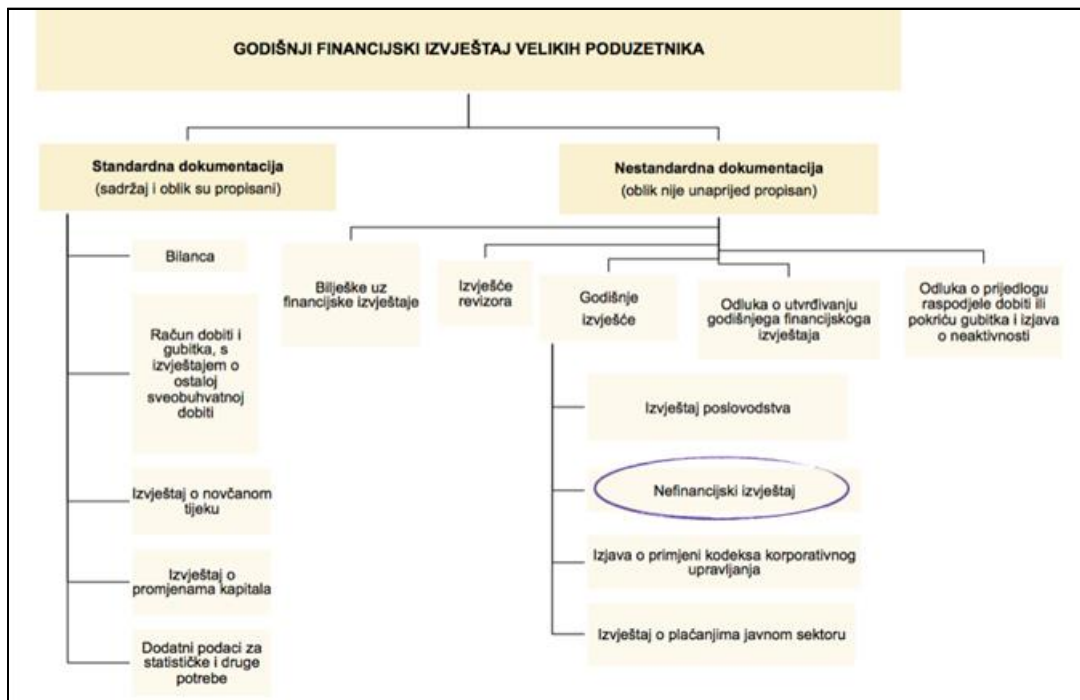 GODIŠNJI FINANCIJSKI IZVJEŠTAJ VELIKIH PODUZETNIKA
Standardna dokumentacija
(sadržaj i oblik su propisani)
Bilanca
Račun dobiti i
gubitka, s
izvještajem o
ostaloj
sveobuhvatnoj
dobiti
Izvještaj o novčanom
tijeku
Izvještaj o
promjenama kapitala
Dodatni podaci za
statističke i druge
potrebe
Nestandardna dokumentacija
(oblik nije unaprijed propisan)
Bilješke uz
financijske izvještaje
Izvješće
revizora
Godišnje
izvješće
Odluka o utvrđivanju
godišnjega financijskoga
izvještaja
Odluka o prijedlogu
raspodjele dobiti ili
pokriću gubitka i izjava
o neaktivnosti
Izvještaj poslovodstva
Nefinancijski izvještaj
Izjava o primjeni kodeksa korporativnog
upravljanja
Izvještaj o plaćanjima javnom sektoru